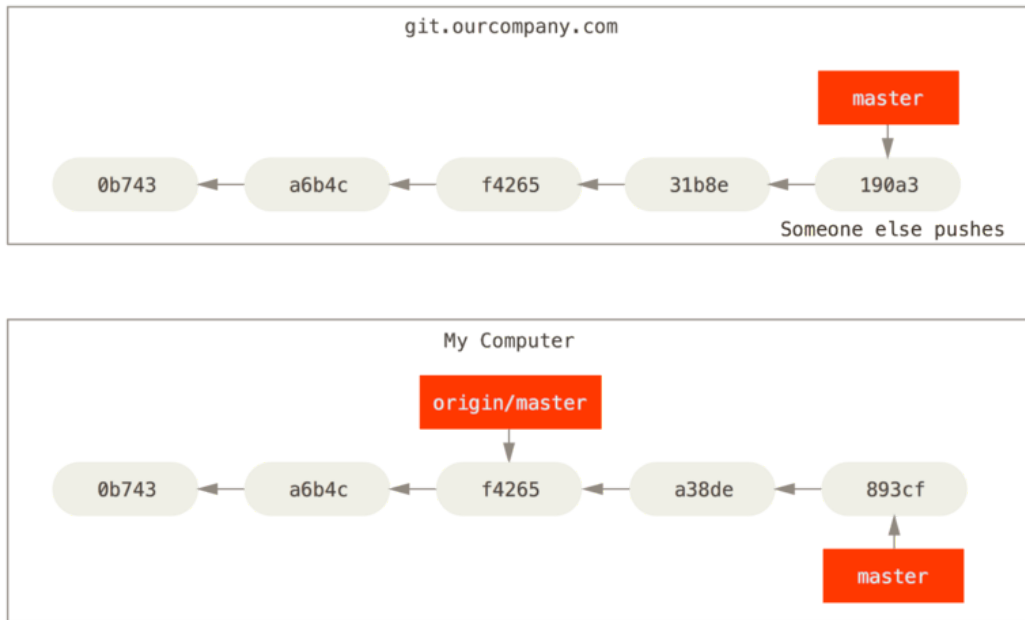 git.ourcompany.com
master
0b743 a6b4c f4265 31b8e 190a3
Someone else pushes
My Computer
origin/master
0b743 a6b4c f4265 a38de 893cf
master